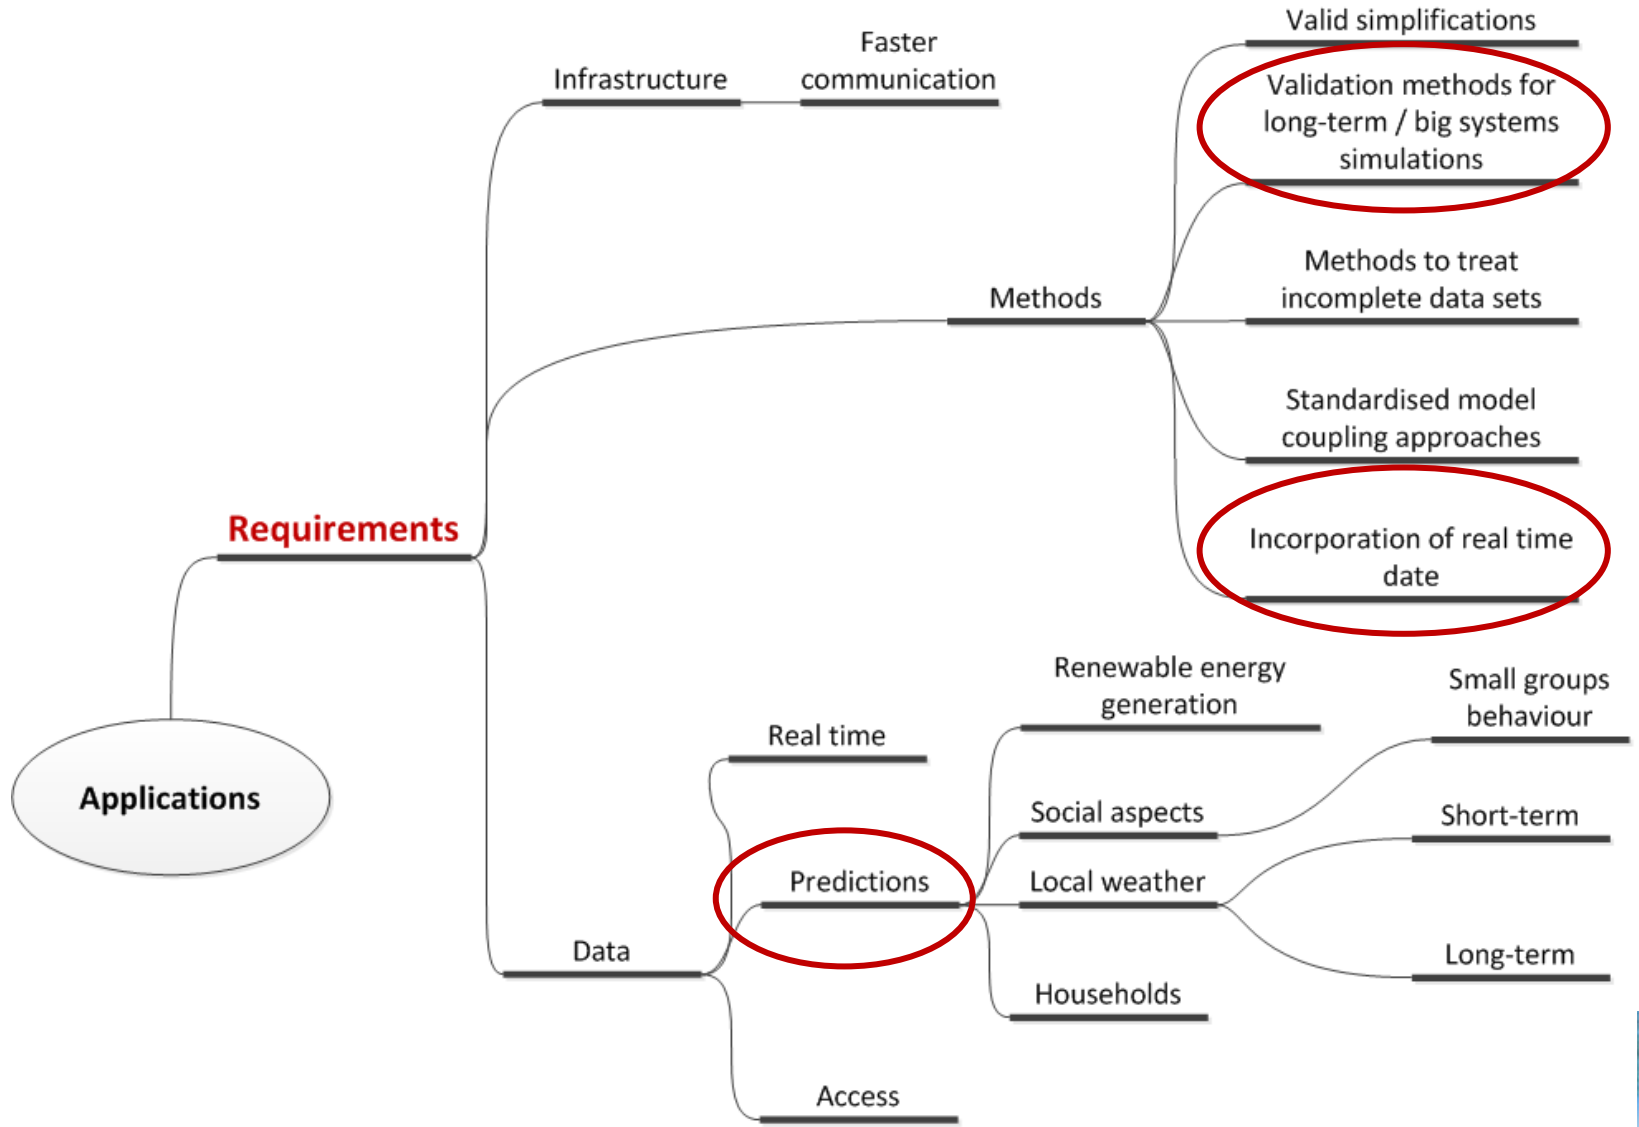 Valid simplifications
Faster
communication
Infrastructure
Validation methods for
long-term / big systems
simulations
Methods to treat
incomplete data sets
Methods
Standardised model
coupling approaches
Requirements
Incorporation of real time
date
Renewable energy
generation
Small groups
behaviour
Real time
Applications
Social aspects
Short-term
Predictions
Local weather
Data
Long-term
Households
Access